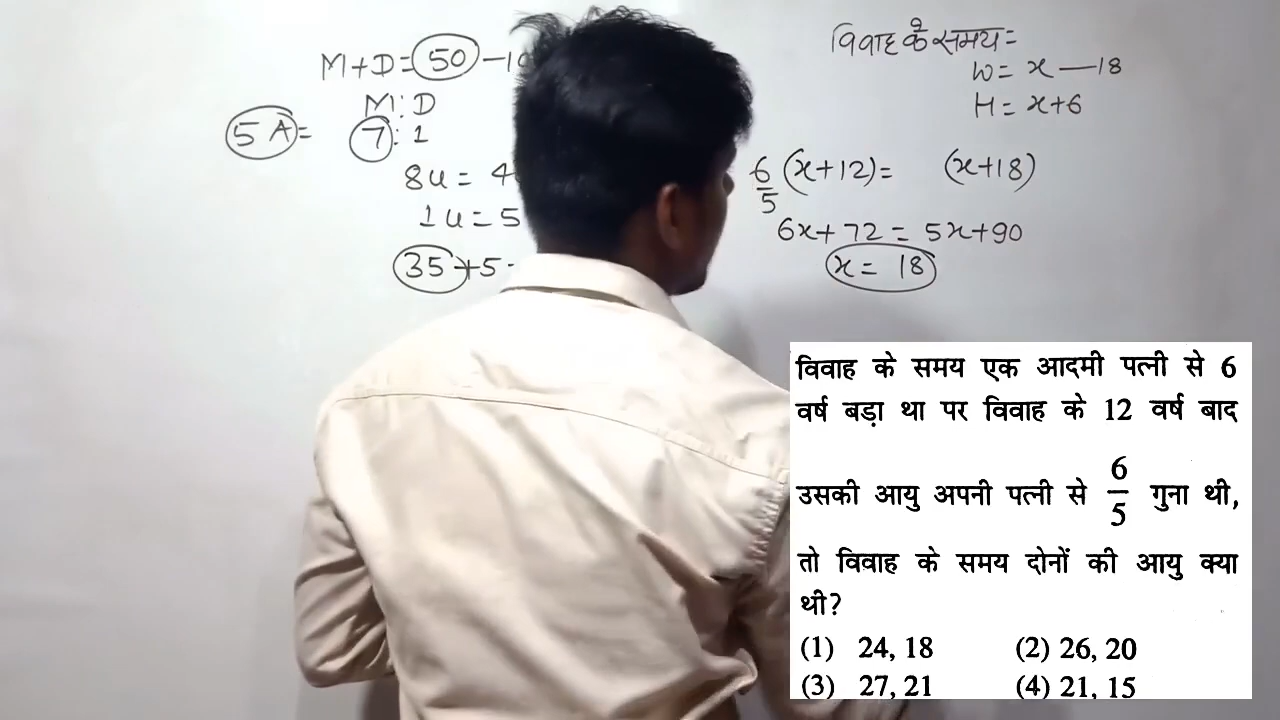 M+D=50-10
M:D
5A= 7:1
8u= 4
1u=5
35+5-
विवाह के समय=
W= x—18
H= x+6
6/5(x+12)= (x+18)
6x+72=5x+90
x= 18
विवाह के समय एक आदमी पत्नी से 6
वर्ष बड़ा था पर विवाह के 12 वर्ष बाद
उसकी आयु अपनी पत्नी से 6/5 गुना थी,
तो विवाह के समय दोनों की आयु क्या
थी?
(1) 24, 18 (2) 26, 20
(3) 27, 21 (4) 21, 15